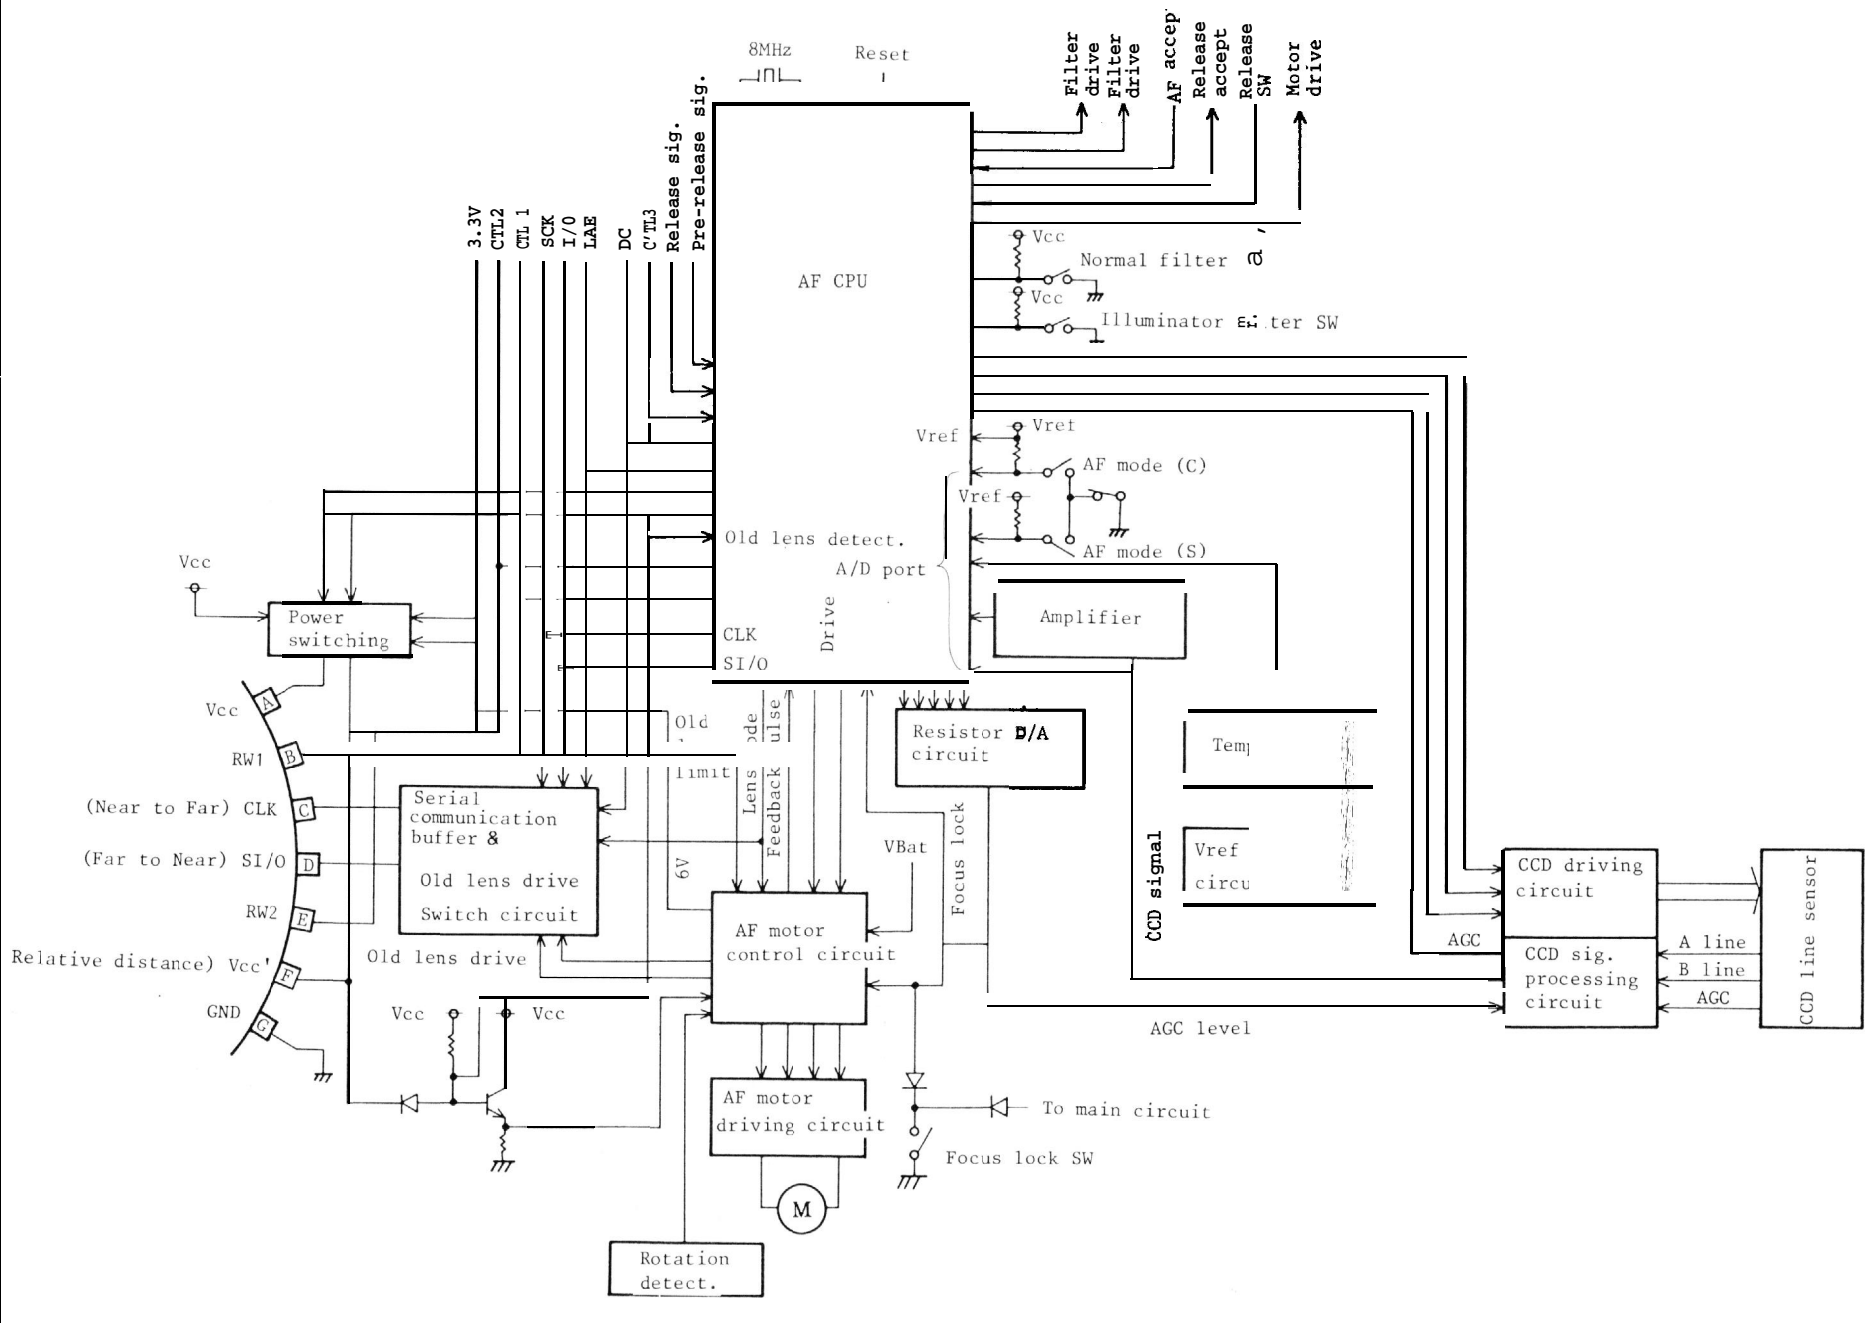 8MHz
Reset
Filter
drive
Filter
drive
AF accep
Release
accept
Release
SW
Motor
drive
3.3V
CTL2
CTL 1
SCK
I/O
LAE
DC
C'TL3
Release sig.
Pre-release sig.
AF CPU
Vcc
Normal filter
Vcc
Illuminator
ter SW
Vref
Vret
AF mode (C)
Vref
AF mode (S)
Old lens detect.
A/D port
Drive
CLK
SI/O
Amplifier
Vcc
Power
switching
Vcc
A
RW1
B
(Near to Far) CLK
C
(Far to Near) SI/O
D
RW2
E
Relative distance) Vcc'
F
GND
G
Old
limit
6V
Lens
ode
Feedback
ulse
Resistor D/A
circuit
Serial
communication
buffer &
Old lens drive
Switch circuit
Old lens drive
VBat
Focus lock
CCD signal
Vref
CCD driving
circuit
CCD sig.
processing
circuit
AGC
A line
B line
AGC
CCD line sensor
AF motor
control circuit
Vcc
Vcc
AGC level
AF motor
driving circuit
To main circuit
Focus lock SW
M
Rotation
detect.